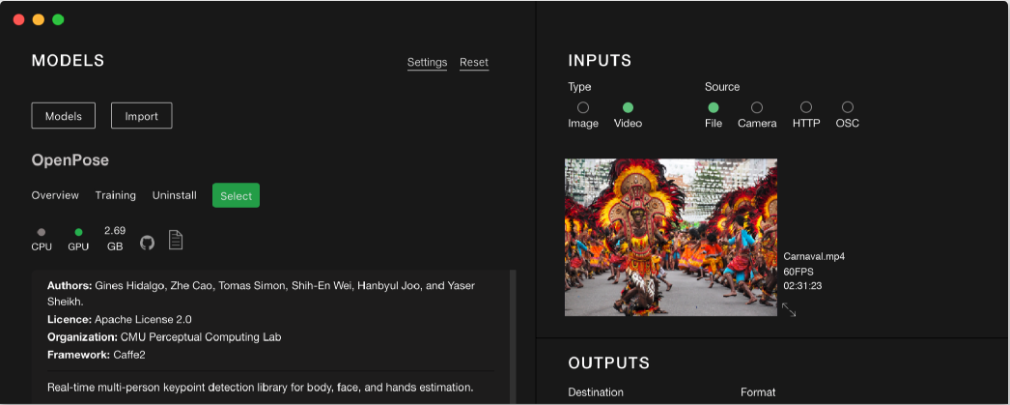 MODELS
Settings Reset
Models Import
OpenPose
Overview Training Uninstall Select
CPU GPU 2.69 GB
Authors: Gines Hidalgo, Zhe Cao, Tomas Simon, Shih-En Wei, Hanbyul Joo, and Yaser
Sheikh.
Licence: Apache License 2.0
Organization: CMU Perceptual Computing Lab
Framework: Caffe2
Real-time multi-person keypoint detection library for body, face, and hands estimation.
INPUTS
Type Source
Image Video File Camera HTTP OSC
Carnaval.mp4
60FPS
02:31:23
OUTPUTS
Destination Format